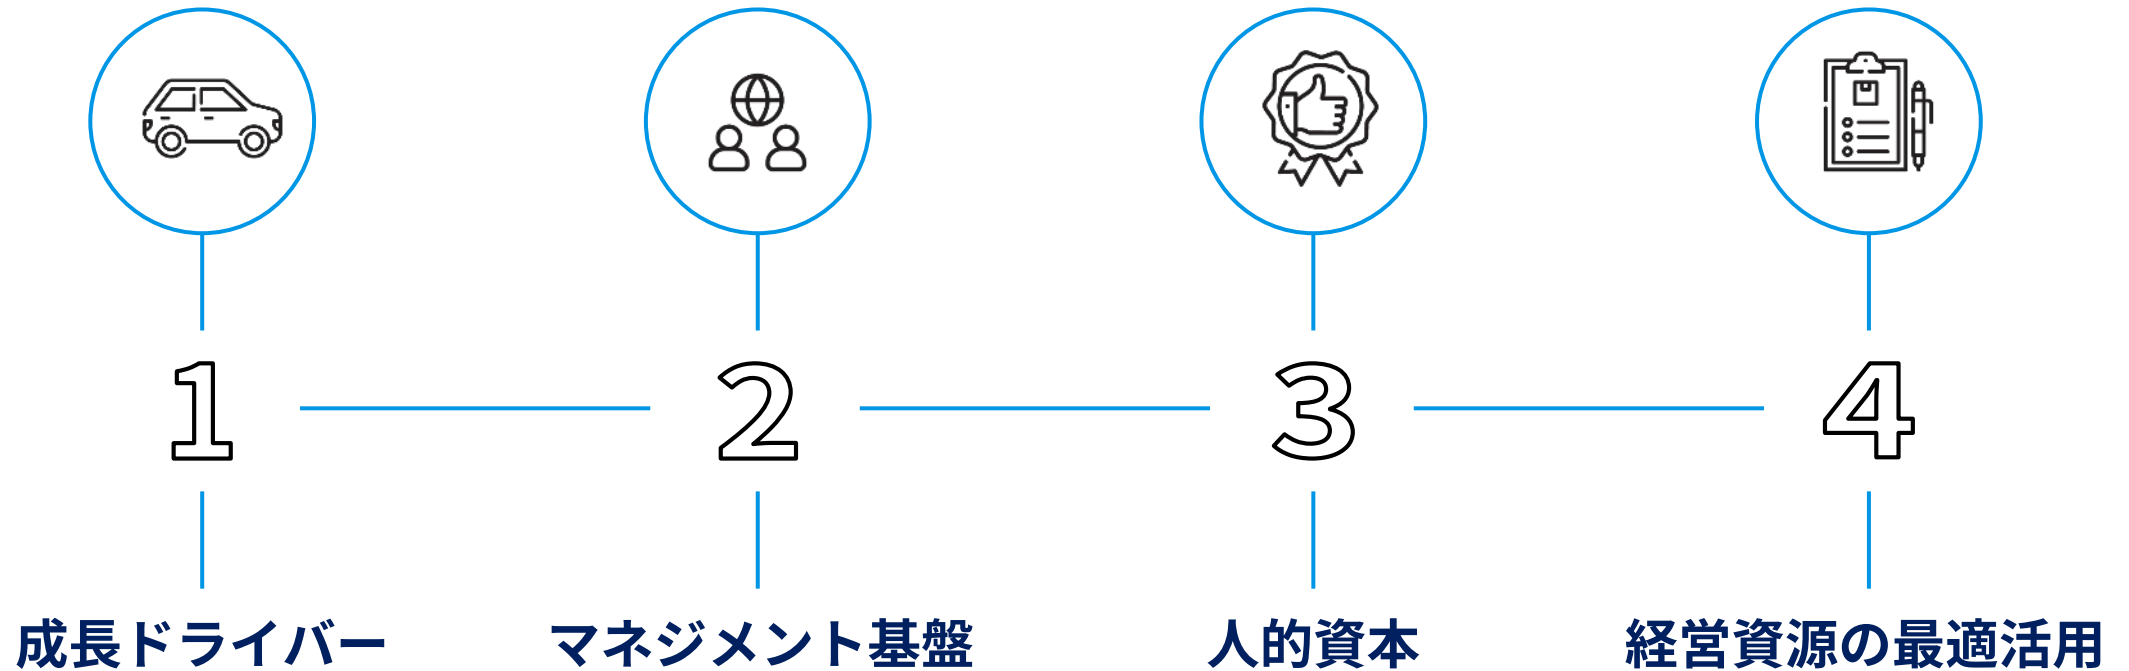 1
2
3
4
成長ドライバー
マネジメント基盤
人的資本
経営資源の最適活用